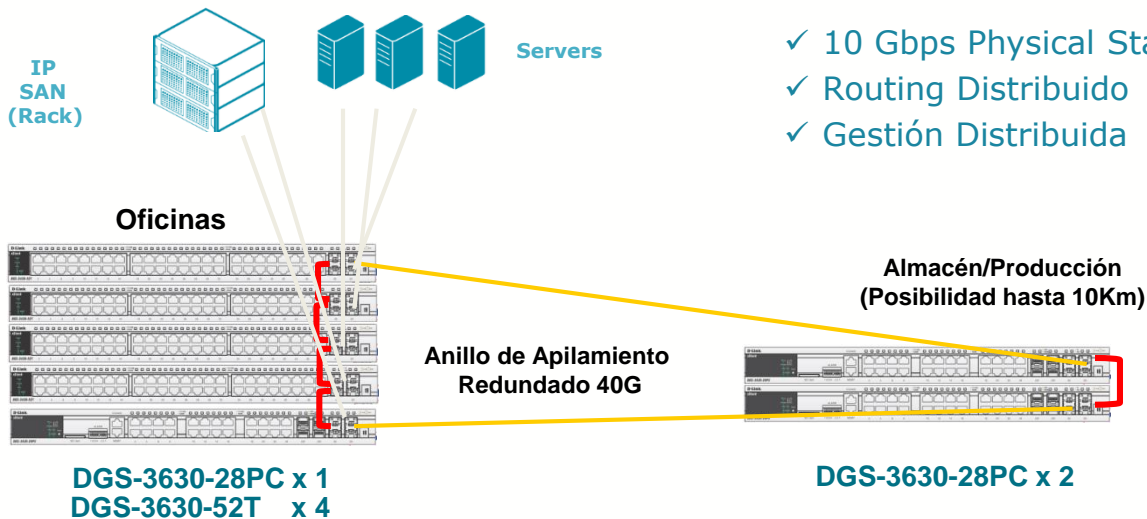 IP
SAN
(Rack)
Servers
✓ 10 Gbps Physical Sta
✓ Routing Distribuido
✓ Gestión Distribuida
Oficinas
Almacén/Producción
(Posibilidad hasta 10Km)
Anillo de Apilamiento
Redundado 40G
DGS-3630-28PC x 1
DGS-3630-52T x 4
DGS-3630-28PC x 2